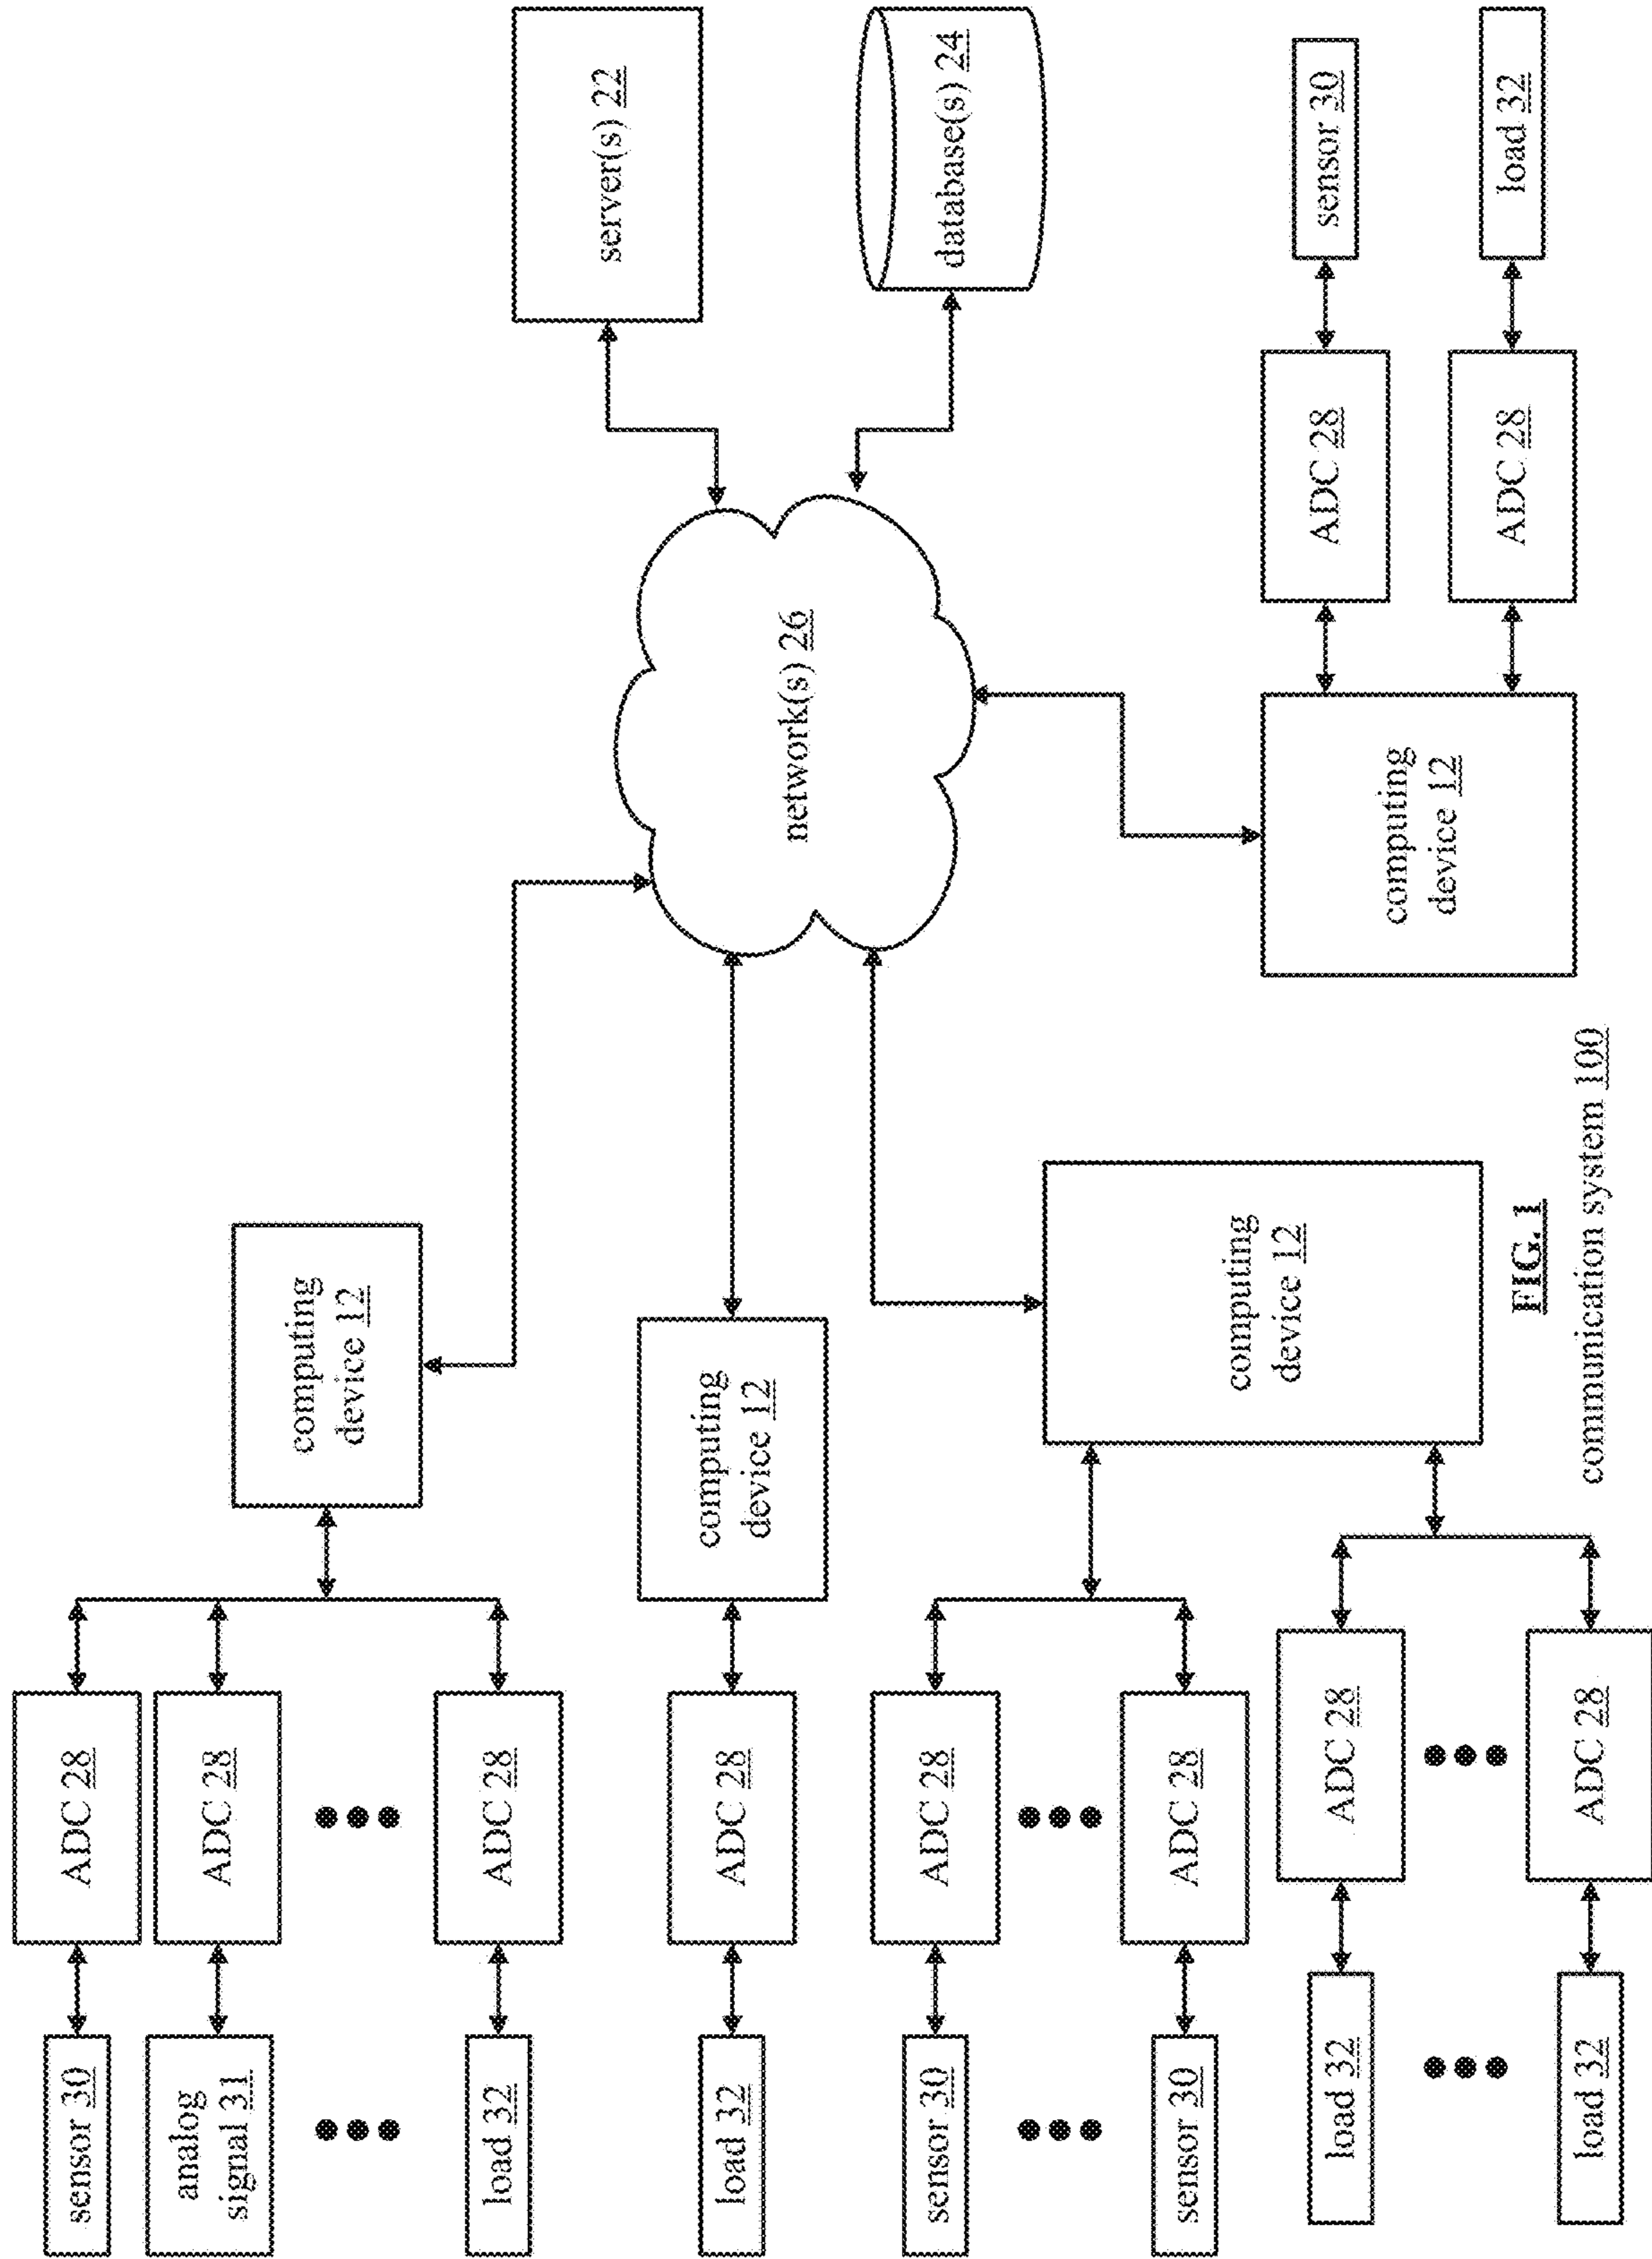 sensor 30
ADC 28
analog
signal 31
ADC 28
computing
device 12
load 32
ADC 28
server(s) 22
load 32
ADC 28
computing
device 12
network(s) 26
database(s) 24
sensor 30
ADC 28
sensor 30
ADC 28
computing
device 12
ADC 28
sensor 30
load 32
ADC 28
computing
device 12
ADC 28
load 32
load 32
ADC 28
FIG. 1
communication system 100